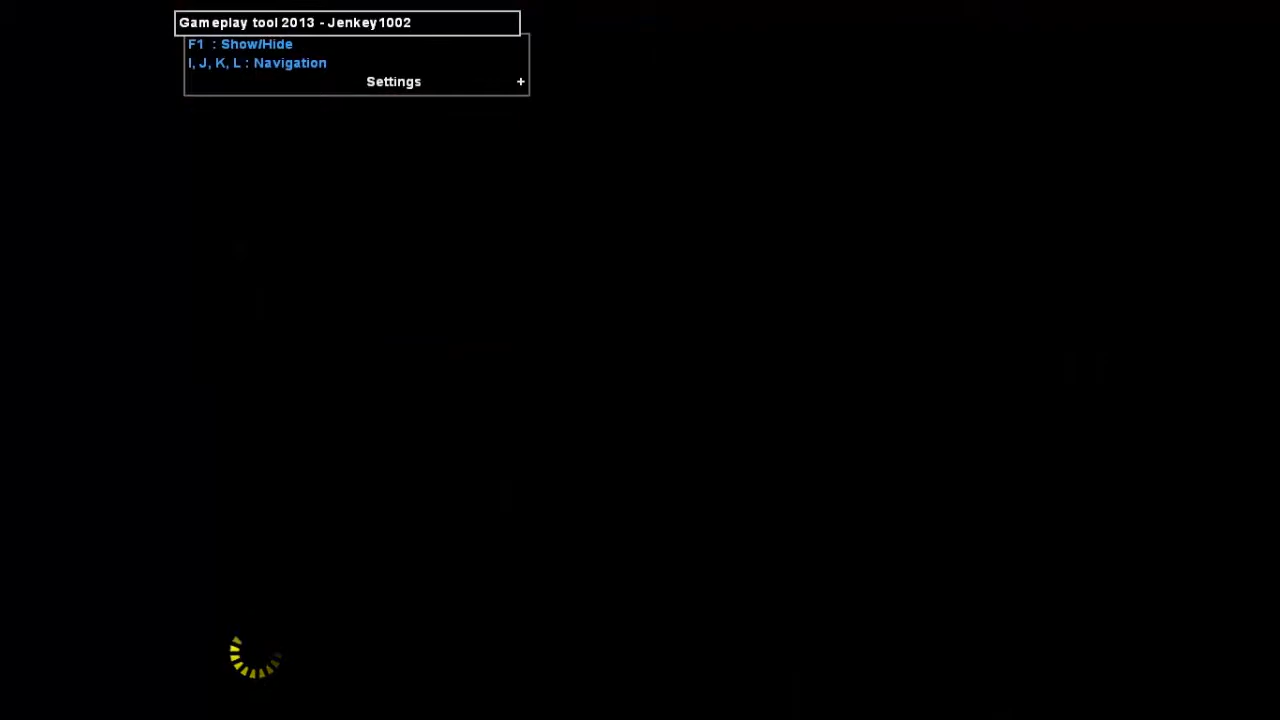 Gameplay tool 2013 - Jenkey1002
F1 : Show/Hide
I, J, K, L : Navigation
Settings +